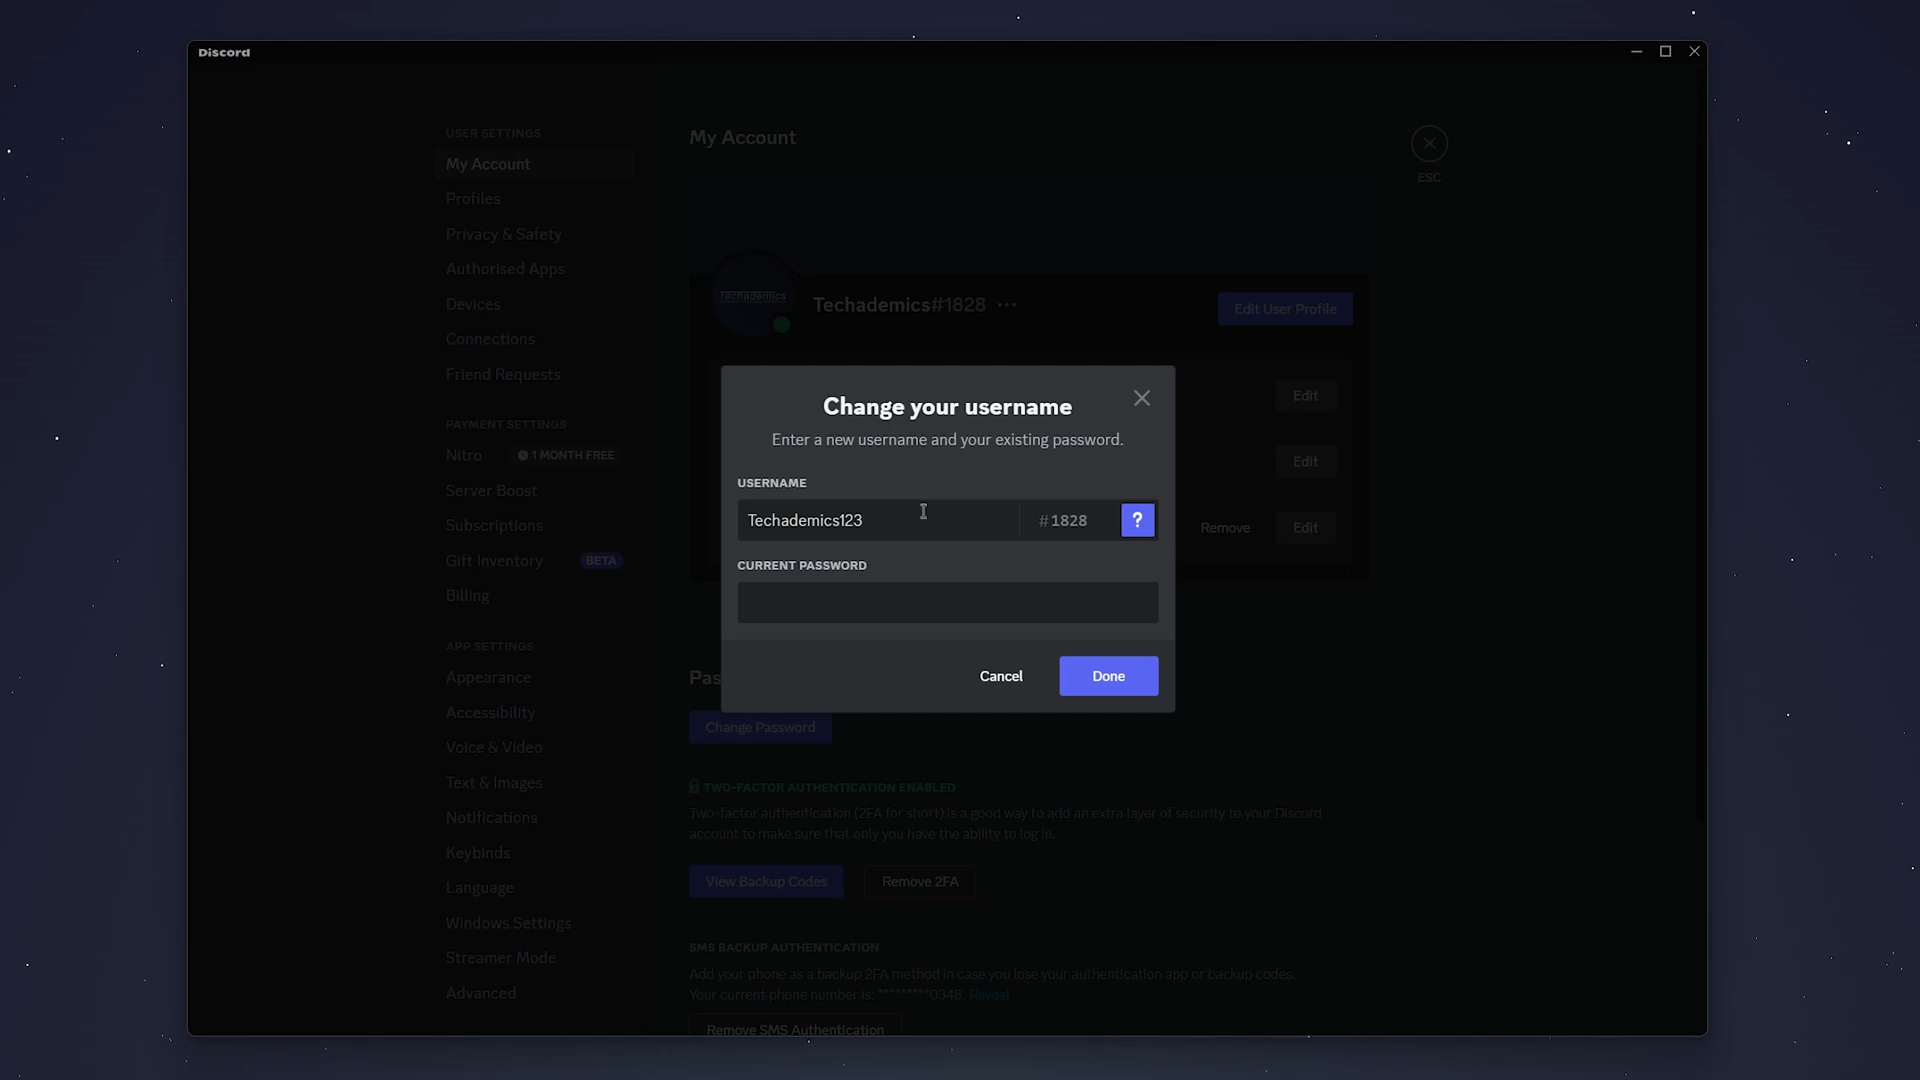 Discord
USER SETTINGS
My Account
Profiles
Privacy & Safety
Authorised Apps
Devices
Connections
Friend Requests
PAYMENT SETTINGS
Nitro 1 MONTH FREE
Server Boost
Subscriptions
Gift Inventory BETA
Billing
APP SETTINGS
Appearance
Accessibility
Voice & Video
Text & Images
Notifications
Keybinds
Language
Windows Settings
Streamer Mode
Advanced
My Account
ESC
Techademics
Techademics#1828 ···
Edit User Profile
Edit
Edit
Remove Edit
Change your username
Enter a new username and your existing password.
USERNAME
Techademics123 #1828 ?
CURRENT PASSWORD
Cancel Done
Pas
Change Password
TWO-FACTOR AUTHENTICATION ENABLED
Two-factor authentication (2FA for short) is a good way to add an extra layer of security to your Discord
account to make sure that only you have the ability to log in.
View Backup Codes Remove 2FA
SMS BACKUP AUTHENTICATION
Add your phone as a backup 2FA method in case you lose your authentication app or backup codes.
Your current phone number is: *********0348. Reveal
Remove SMS Authentication